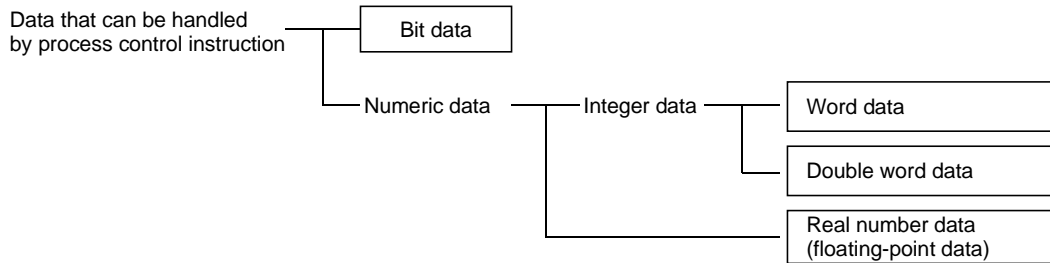 Data that can be handled
by process control instruction
Bit data
Numeric data
Integer data
Word data
Double word data
Real number data
(floating-point data)